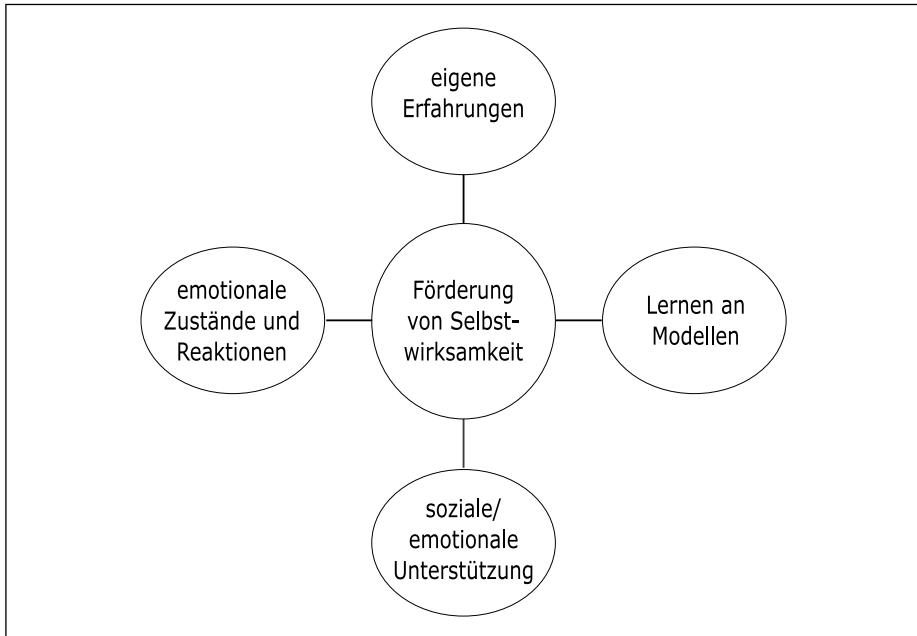 eigene
Erfahrungen
emotionale
Zustände und
Reaktionen
Förderung
von Selbst-
wirksamkeit
Lernen an
Modellen
soziale/
emotionale
Unterstützung